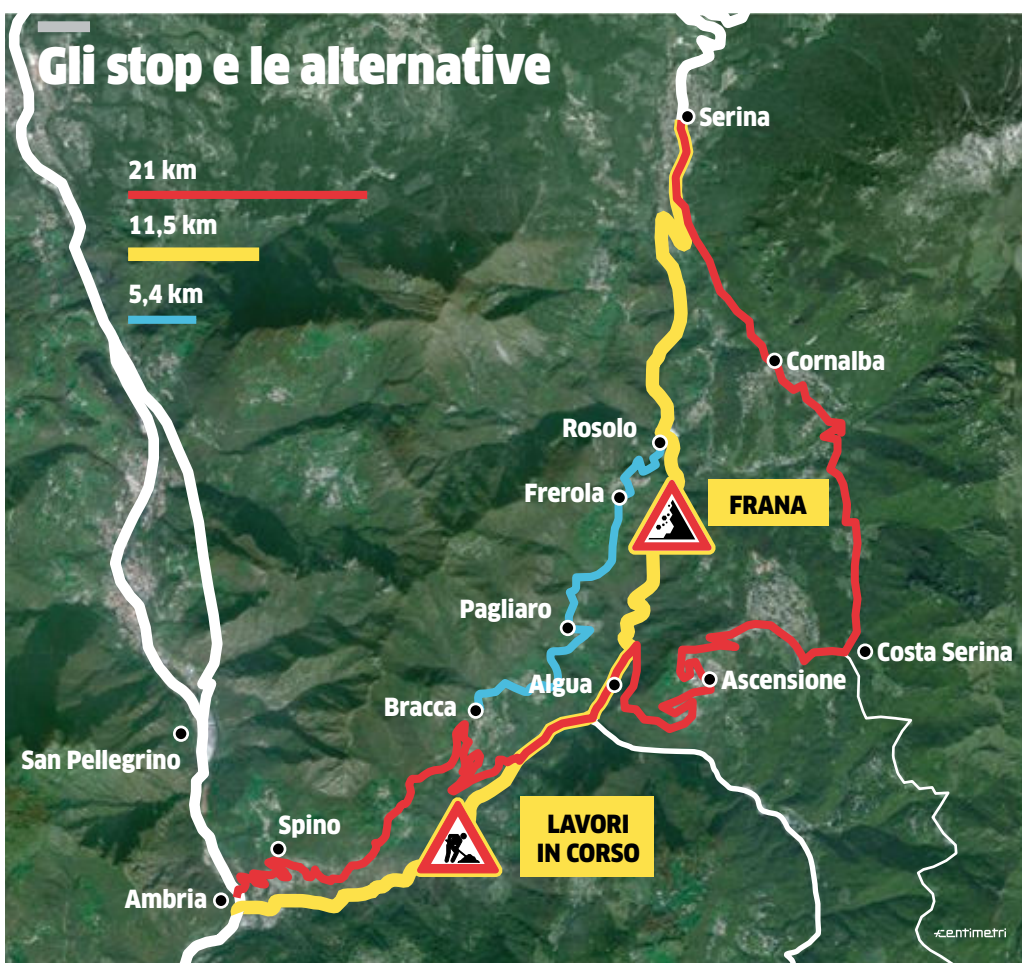 Gli stop e le alternative
Serina
21 km
11,5 km
5,4 km
Cornalba
Rosolo
Frerola
FRANA
Pagliaro
Costa Serina
Algua
Ascensione
Bracca
San Pellegrino
Spino
LAVORI
IN CORSO
Ambria
centimetri